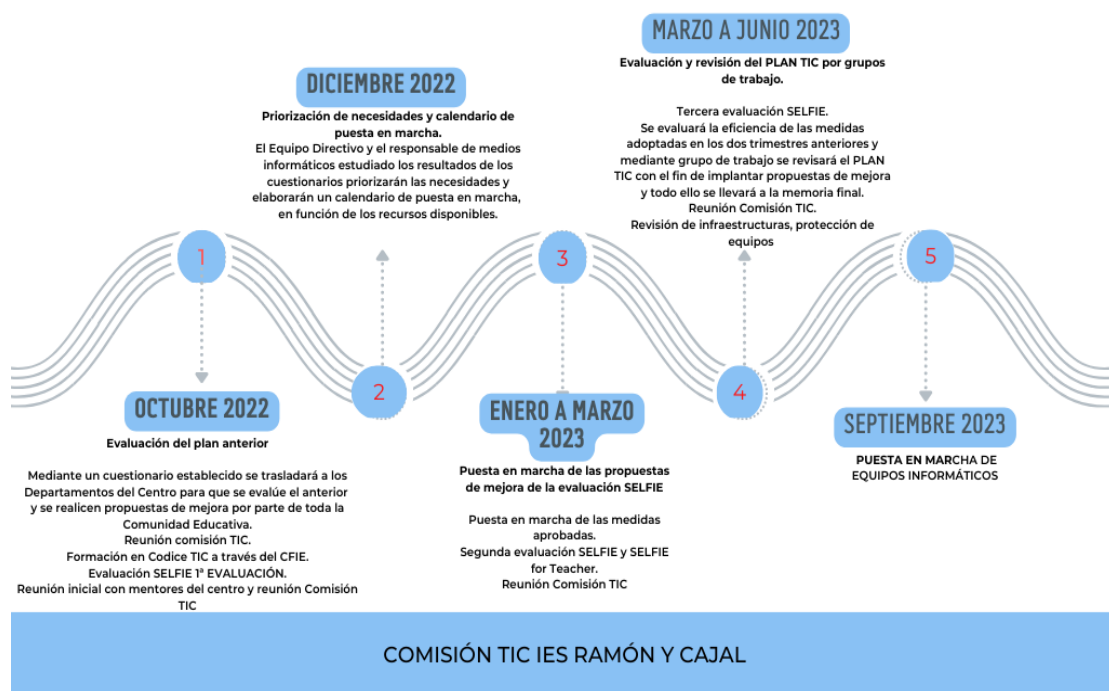 1
OCTUBRE 2022
Evaluación del plan anterior
Mediante un cuestionario establecido se trasladará a los
Departamentos del Centro para que se evalúe el anterior
y se realicen propuestas de mejora por parte de toda la
Comunidad Educativa.
Reunión comisión TIC.
Formación en Codice TIC a través del CFIE.
Evaluación SELFIE 1ª EVALUACIÓN.
Reunión inicial con mentores del centro y reunión Comisión
TIC
2
DICIEMBRE 2022
Priorización de necesidades y calendario de
puesta en marcha.
El Equipo Directivo y el responsable de medios
informáticos estudiado los resultados de los
cuestionarios priorizarán las necesidades y
elaborarán un calendario de puesta en marcha,
en función de los recursos disponibles.
3
ENERO A MARZO
2023
Puesta en marcha de las propuestas
de mejora de la evaluación SELFIE
Puesta en marcha de las medidas
aprobadas.
Segunda evaluación SELFIE y SELFIE
for Teacher.
Reunión Comisión TIC
4
MARZO A JUNIO 2023
Evaluación y revisión del PLAN TIC por grupos
de trabajo.
Tercera evaluación SELFIE.
Se evaluará la eficiencia de las medidas
adoptadas en los dos trimestres anteriores y
mediante grupo de trabajo se revisará el PLAN
TIC con el fin de implantar propuestas de mejora
y todo ello se llevará a la memoria final.
Reunión Comisión TIC.
Revisión de infraestructuras, protección de
equipos
5
SEPTIEMBRE 2023
PUESTA EN MARCHA DE
EQUIPOS INFORMÁTICOS
COMISIÓN TIC IES RAMÓN Y CAJAL